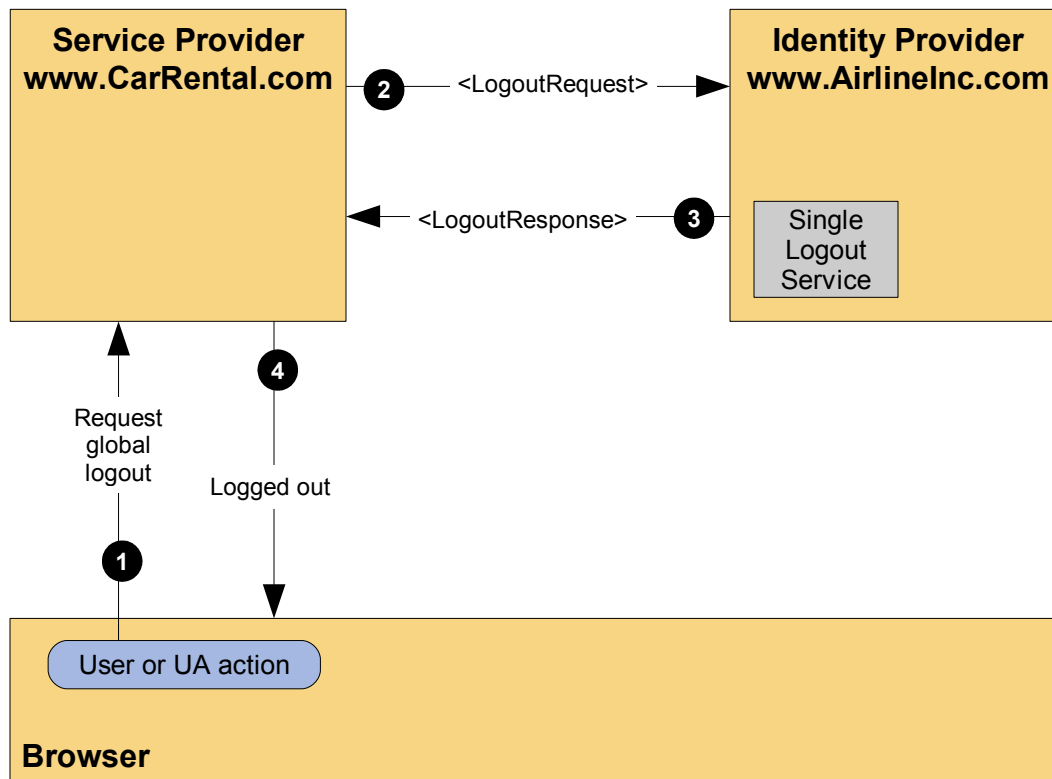 Service Provider
www.CarRental.com
Identity Provider
www.AirlineInc.com
2
<LogoutRequest>
<LogoutResponse>
3
Single
Logout
Service
4
Request
global
logout
Logged out
1
User or UA action
Browser